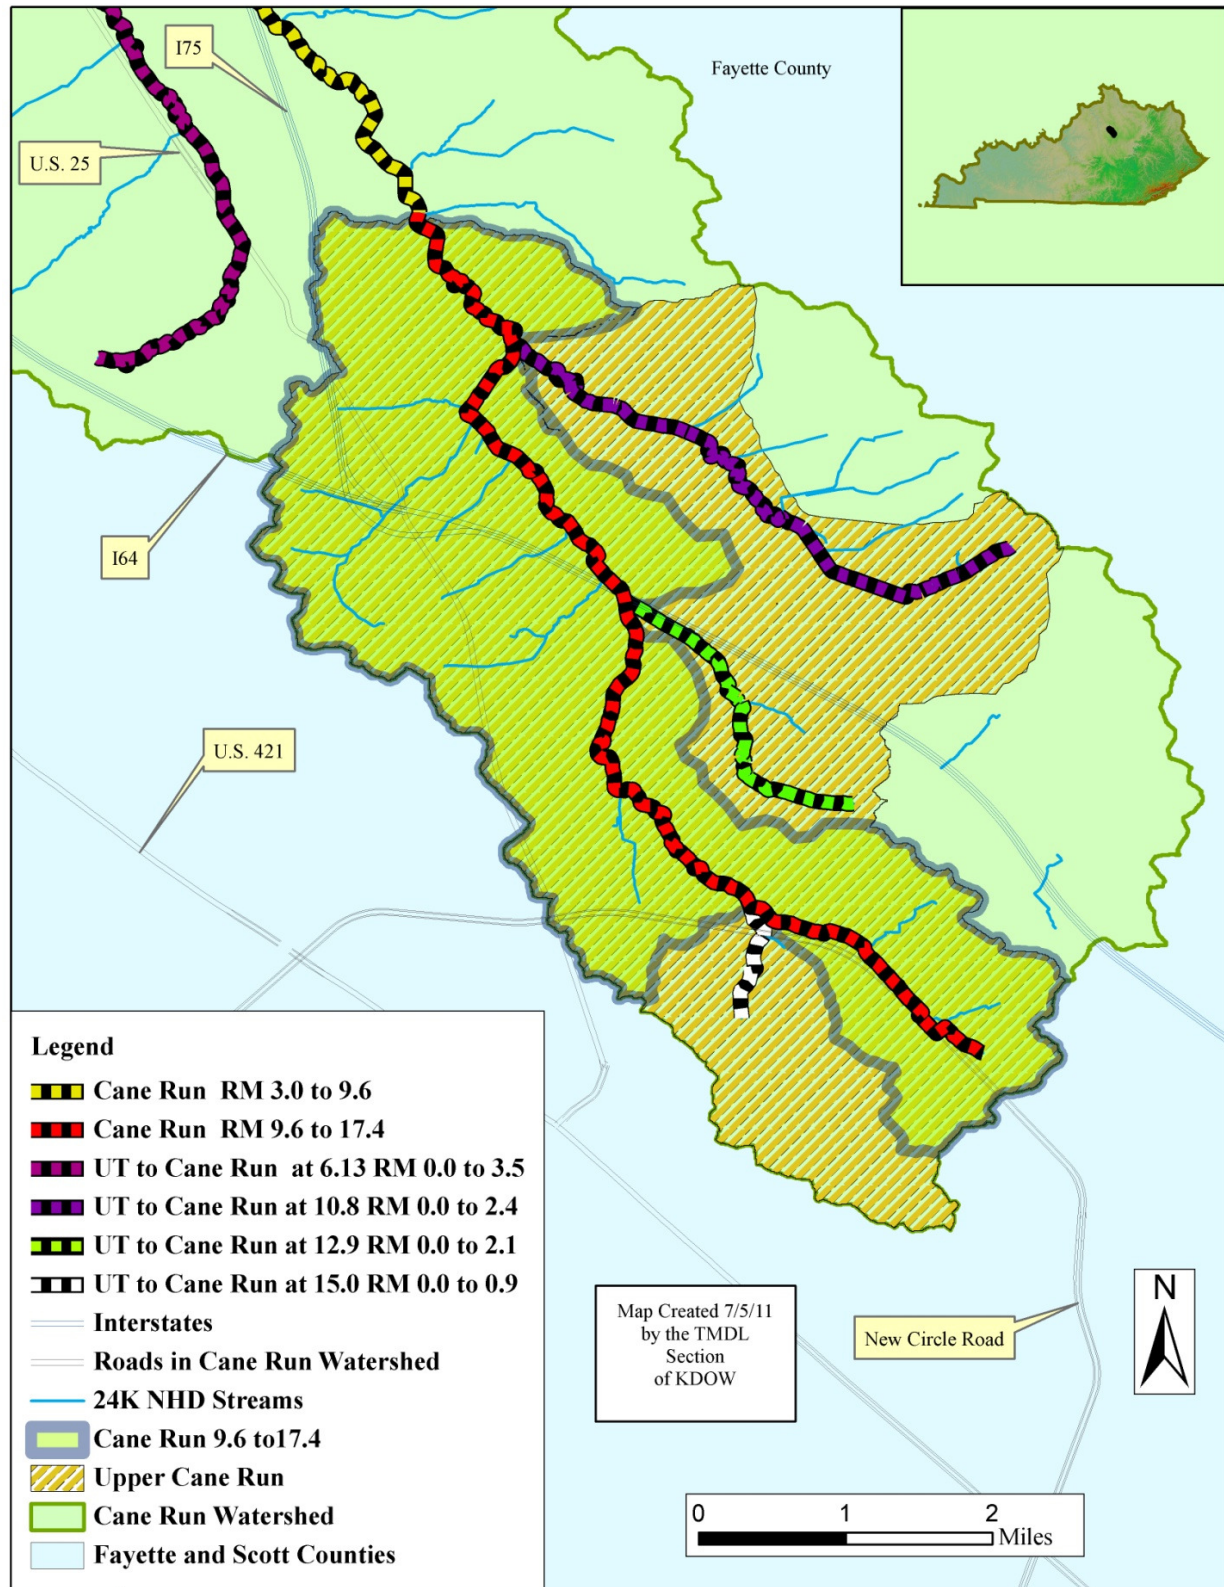 I75
Fayette County
U.S. 25
I64
U.S. 421
Legend
Cane Run RM 3.0 to 9.6
Cane Run RM 9.6 to 17.4
UT to Cane Run at 6.13 RM 0.0 to 3.5
UT to Cane Run at 10.8 RM 0.0 to 2.4
UT to Cane Run at 12.9 RM 0.0 to 2.1
UT to Cane Run at 15.0 RM 0.0 to 0.9
Interstates
Roads in Cane Run Watershed
24K NHD Streams
Cane Run 9.6 to17.4
Upper Cane Run
Cane Run Watershed
Fayette and Scott Counties
Map Created 7/5/11
by the TMDL
Section
of KDOW
New Circle Road
N
0 1 2
Miles